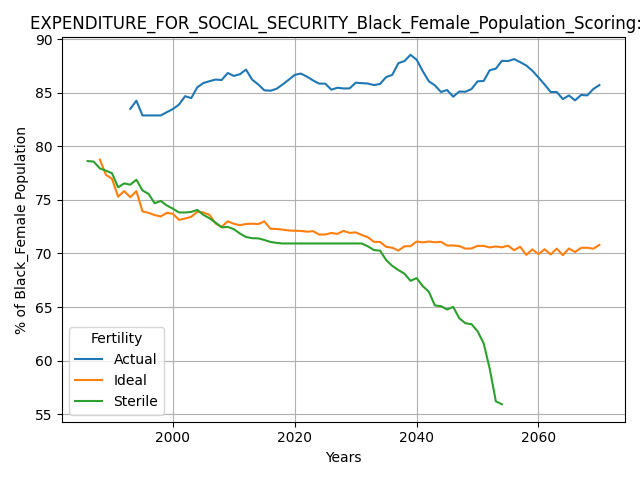 EXPENDITURE_FOR_SOCIAL_SECURITY_Black_Female_Population_Scoring:
90
85
80
75
70
65
60
55
% of Black_Female Population
Fertility
Actual
Ideal
Sterile
2000 2020 2040 2060
Years